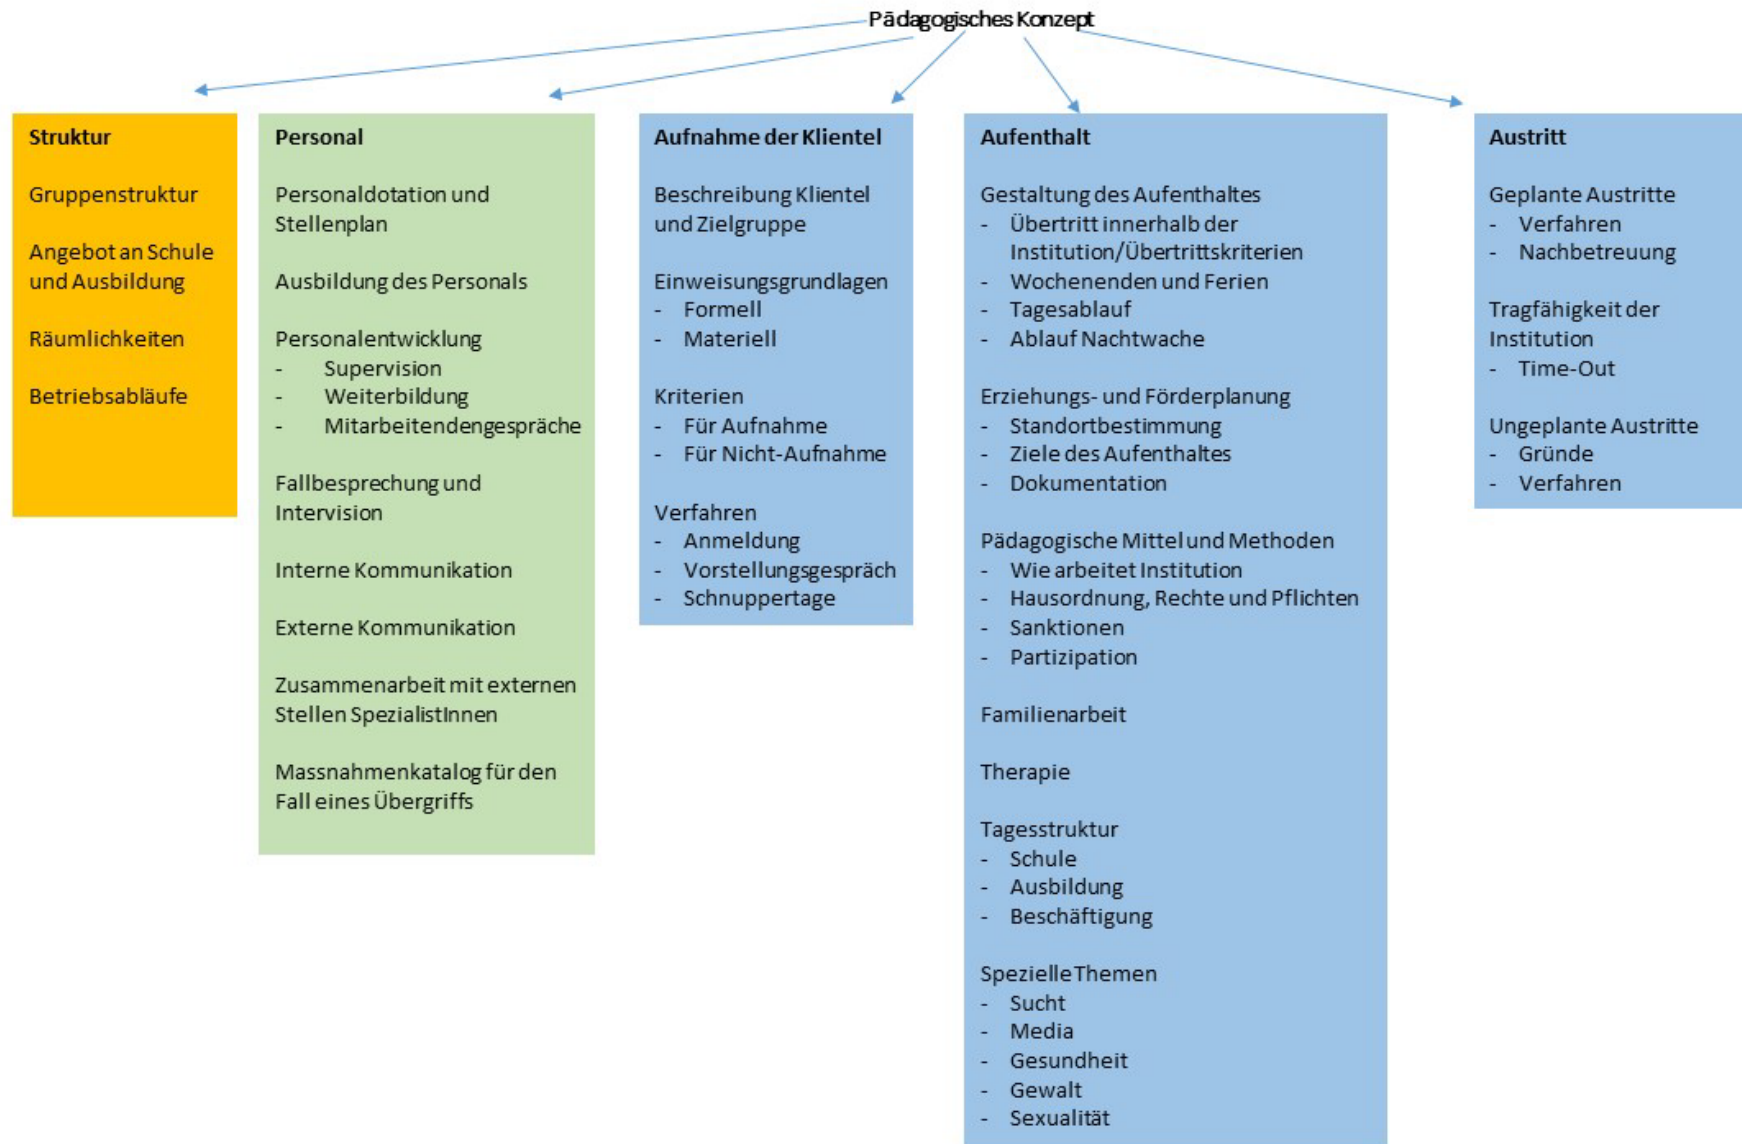 Pädagogisches Konzept
Struktur
Gruppenstruktur
Angebot an Schule
und Ausbildung
Räumlichkeiten
Betriebsabläufe
Personal
Personaldotation und
Stellenplan
Ausbildung des Personals
Personalentwicklung
- Supervision
- Weiterbildung
- Mitarbeitendengespräche
Fallbesprechung und
Intervision
Interne Kommunikation
Externe Kommunikation
Zusammenarbeit mit externen
Stellen SpezialistInnen
Massnahmenkatalog für den
Fall eines Übergriffs
Aufnahme der Klientel
Beschreibung Klientel
und Zielgruppe
Einweisungsgrundlagen
- Formell
- Materiell
Kriterien
- Für Aufnahme
- Für Nicht-Aufnahme
Verfahren
- Anmeldung
- Vorstellungsgespräch
- Schnuppertage
Aufenthalt
Gestaltung des Aufenthaltes
- Übertritt innerhalb der
Institution/Übertrittskriterien
- Wochenenden und Ferien
- Tagesablauf
- Ablauf Nachtwache
Erziehungs- und Förderplanung
- Standortbestimmung
- Ziele des Aufenthaltes
- Dokumentation
Pädagogische Mittel und Methoden
- Wie arbeitet Institution
- Hausordnung, Rechte und Pflichten
- Sanktionen
- Partizipation
Familienarbeit
Therapie
Tagesstruktur
- Schule
- Ausbildung
- Beschäftigung
Spezielle Themen
- Sucht
- Media
- Gesundheit
- Gewalt
- Sexualität
Austritt
Geplante Austritte
- Verfahren
- Nachbetreuung
Tragfähigkeit der
Institution
- Time-Out
Ungeplante Austritte
- Gründe
- Verfahren